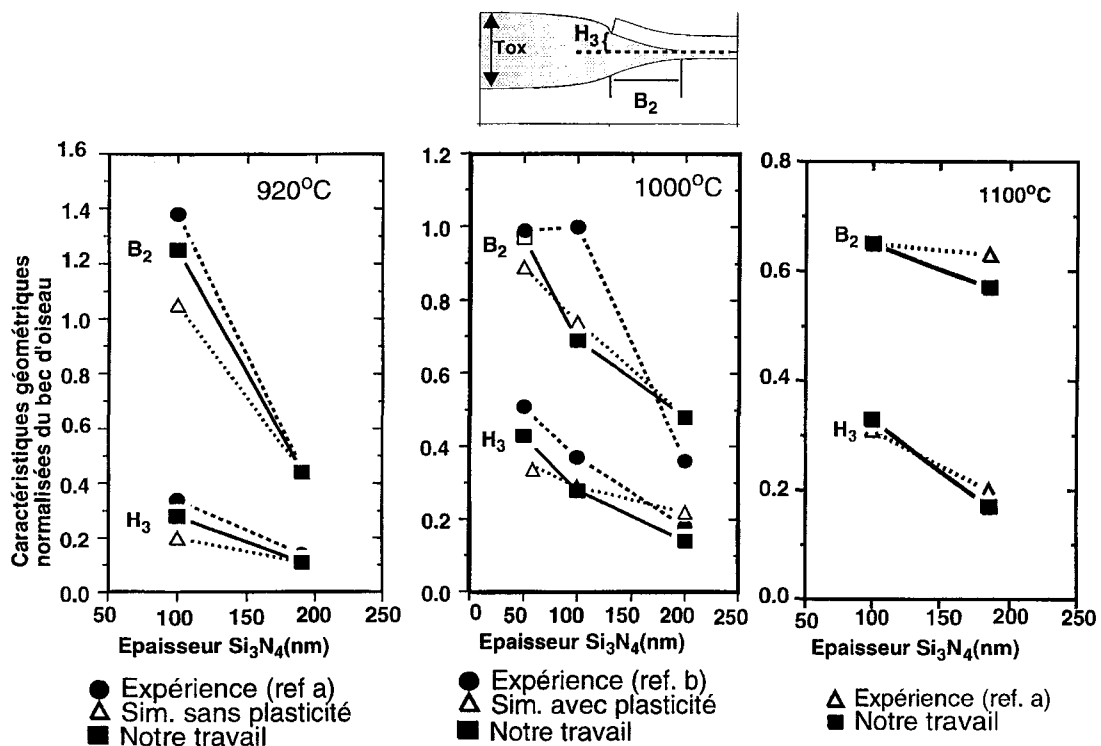 Tox
H3
B2
Caractéristiques géométriques
normalisées du bec d'oiseau
1.6
1.4
1.2
1.0
0.8
0.6
0.4
0.2
0.0
920°C
B2
H3
50 100 150 200 250
Epaisseur Si3N4(nm)
● Expérience (ref a)
△ Sim. sans plasticité
■ Notre travail
1.2
1.0
0.8
0.6
0.4
0.2
0.0
1000°C
B2
H3
0 50 100 150 200 250
Epaisseur Si3N4(nm)
● Expérience (ref. b)
△ Sim. avec plasticité
■ Notre travail
0.8
0.6
0.4
0.2
0.0
1100°C
B2
H3
50 100 150 200 250
Epaisseur Si3N4(nm)
△ Expérience (ref. a)
■ Notre travail